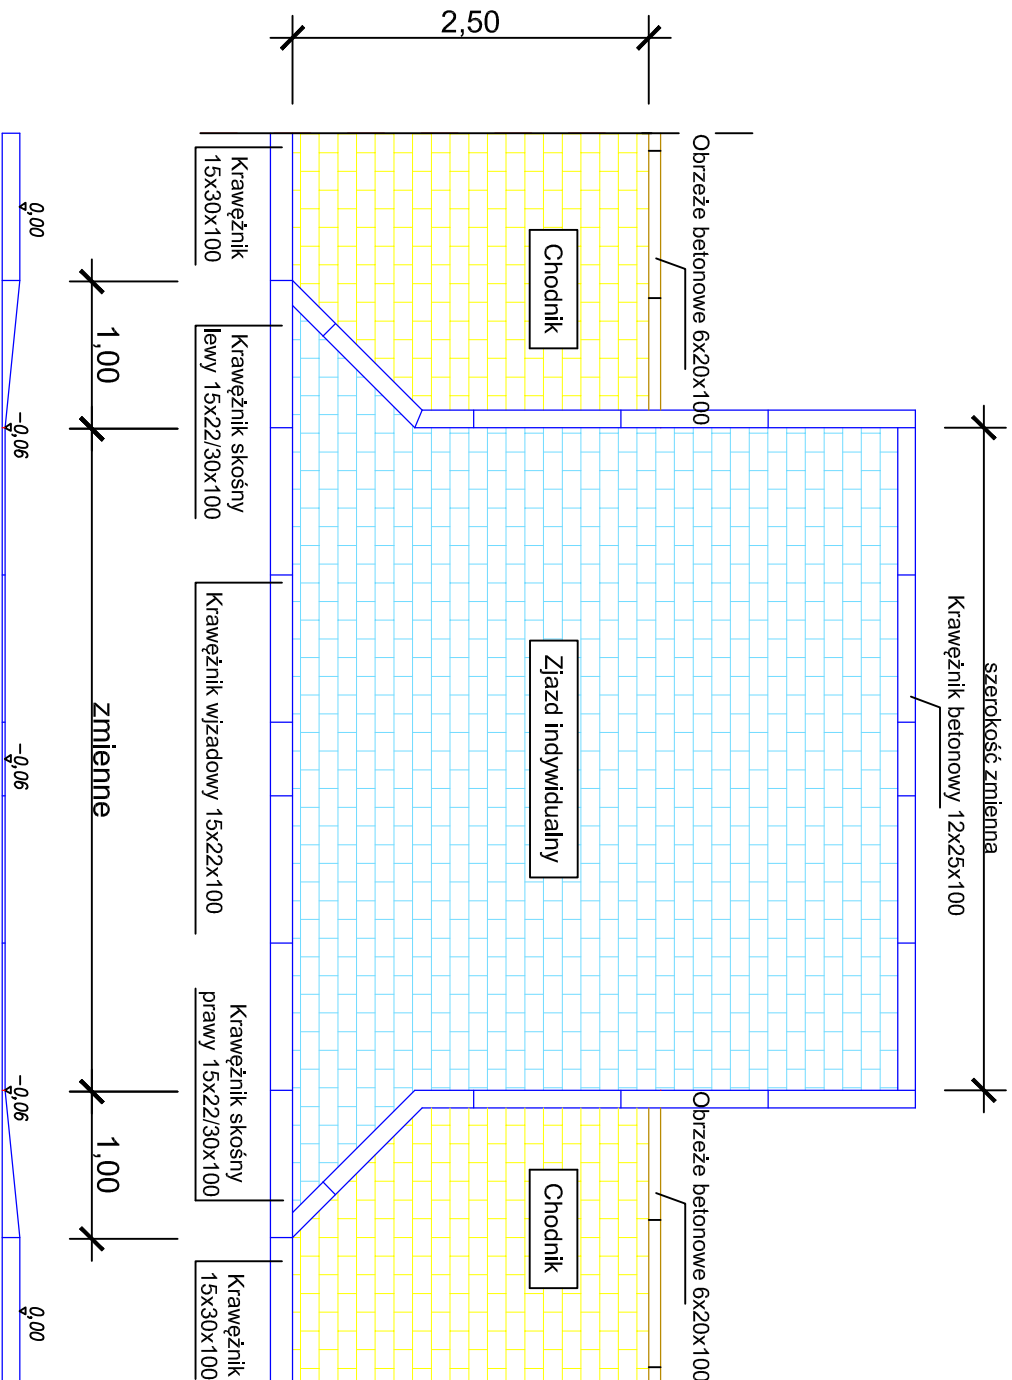 szerokość zmienna
Krawężnik betonowy 12x25x100
Obrzeże betonowe 6x20x100
Obrzeże betonowe 6x20x100
2,50
Chodnik
Zjazd indywidualny
Chodnik
Krawężnik
15x30x100
Krawężnik skośny
lewy 15x22/30x100
Krawężnik wjzadowy 15x22x100
Krawężnik skośny
prawy 15x22/30x100
Krawężnik
15x30x100
1,00
zmienne
1,00
0,00
-0,06
-0,06
-0,06
0,00